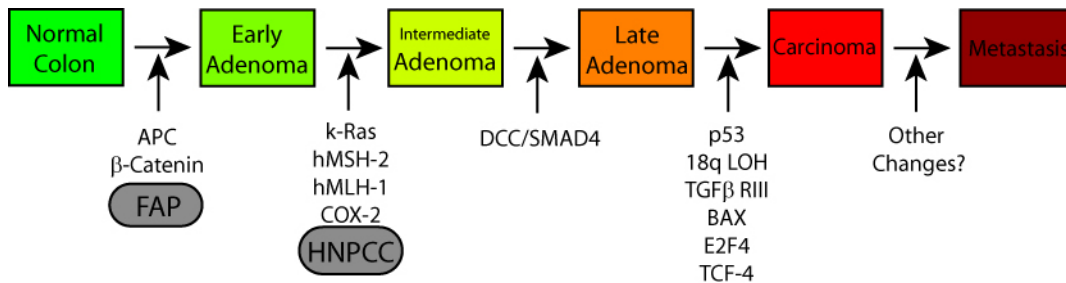 Normal
Colon
Early
Adenoma
Intermediate
Adenoma
Late
Adenoma
Carcinoma
Metastasis
APC
β-Catenin
FAP
k-Ras
hMSH-2
hMLH-1
COX-2
HNPCC
DCC/SMAD4
p53
18q LOH
TGFβ RIII
BAX
E2F4
TCF-4
Other
Changes?